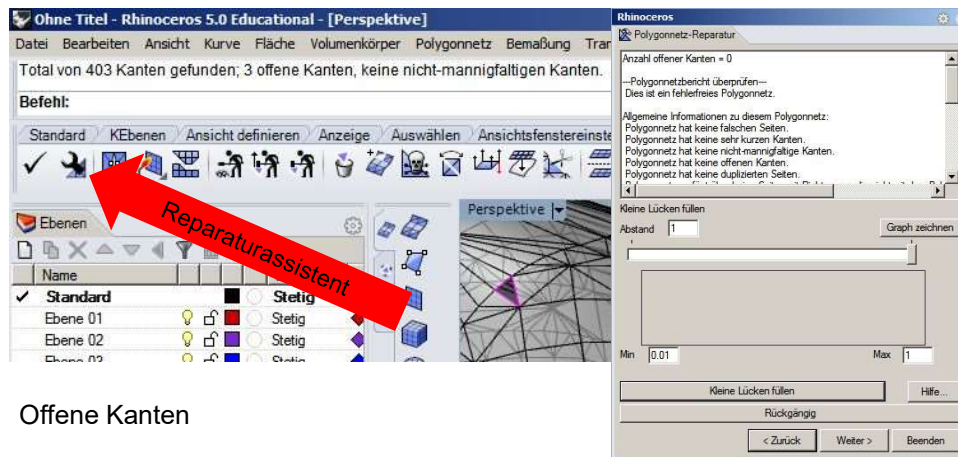 Ohne Titel - Rhinoceros 5.0 Educational - [Perspektive]
Datei Bearbeiten Ansicht Kurve Fläche Volumenkörper Polygonnetz Bemaßung
Total von 403 Kanten gefunden; 3 offene Kanten, keine nicht-mannigfaltigen Kanten.
Befehl:
Standard KEbenen Ansicht definieren Anzeige Auswählen
Reparaturassistent
Ebenen
Perspektive
Name
Standard Stetig
Ebene 01 Stetig
Ebene 02 Stetig
Offene Kanten
Rhinoceros
Polygonnetz-Reparatur
Anzahl offener Kanten = 0
---Polygonnetzbericht überprüfen---
Dies ist ein fehlerfreies Polygonnetz.
Allgemeine Informationen zu diesem Polygonnetz:
Polygonnetz hat keine falschen Seiten.
Polygonnetz hat keine sehr kurzen Kanten.
Polygonnetz hat keine nicht-mannigfaltige Kanten.
Polygonnetz hat keine offenen Kanten.
Polygonnetz hat keine duplizierten Seiten.
Kleine Lücken füllen
Abstand 1 Graph zeichnen
Min 0.01 Max 1
Kleine Lücken füllen Hilfe...
Rückgängig
< Zurück Weiter > Beenden